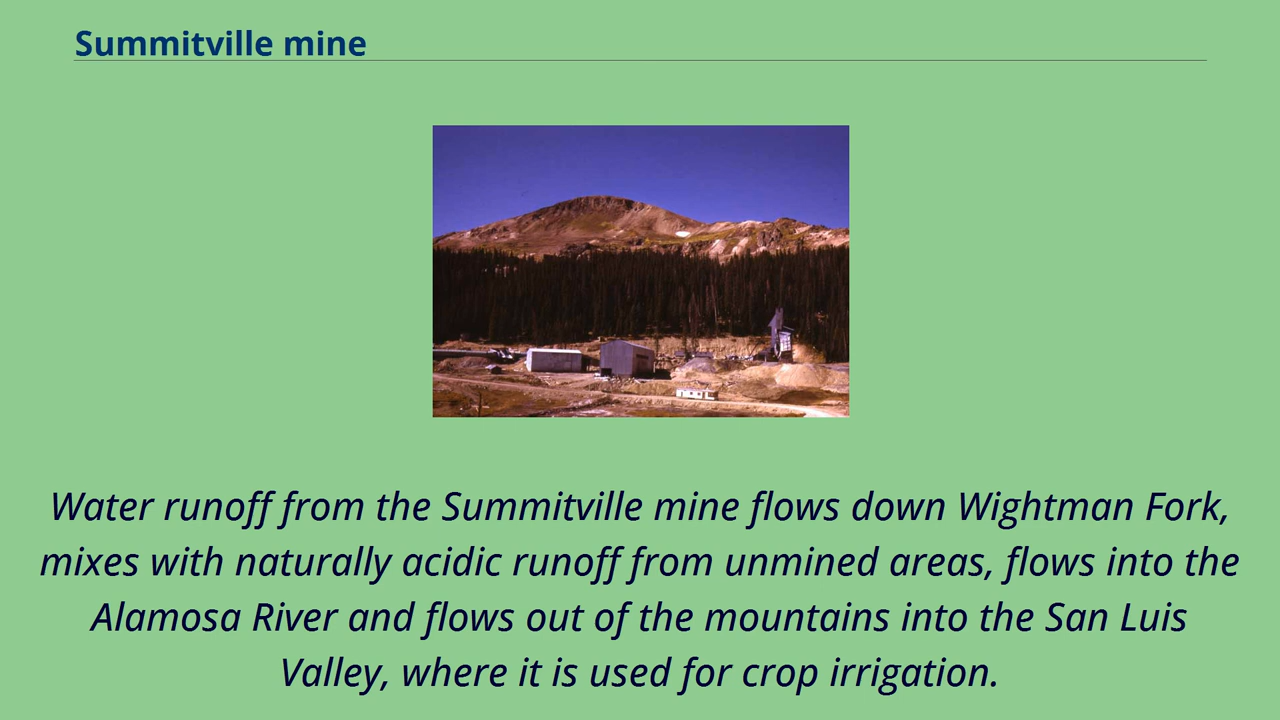 Summitville mine
Water runoff from the Summitville mine flows down Wightman Fork,
mixes with naturally acidic runoff from unmined areas, flows into the
Alamosa River and flows out of the mountains into the San Luis
Valley, where it is used for crop irrigation.